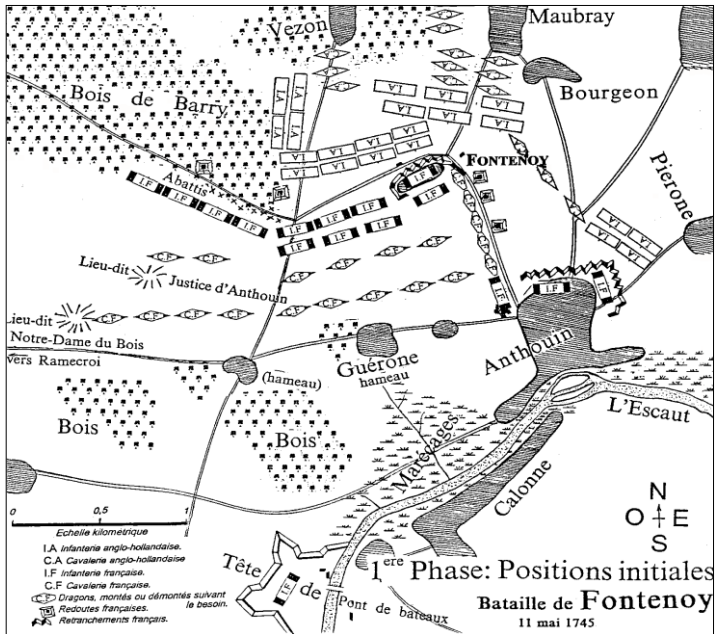 Vezon
Maubray
Bois de Barry
Bourgeon
FONTENOY
Abattis
Pierone
Lieu-dit
Justice d'Anthouin
Lieu-dit
Notre-Dame du Bois
vers Ramecroi
(hameau)
Guérone
hameau
Anthouin
L'Escaut
Bois
Bois
Marécages
Calonne
N
O E
S
0 0,5 1
Echelle kilometrique
I.A Infanterie anglo-hollandaise.
C.A Cavalerie anglo-hollandaise
I.F Infanterie française.
C.F Cavalerie française.
Dragons, montés ou démontés suivant
le besoin.
Redoutes françaises.
Retranchements français.
Tête
de
Pont de bateaux
1ere Phase: Positions initiales
Bataille de Fontenoy
11 mai 1745